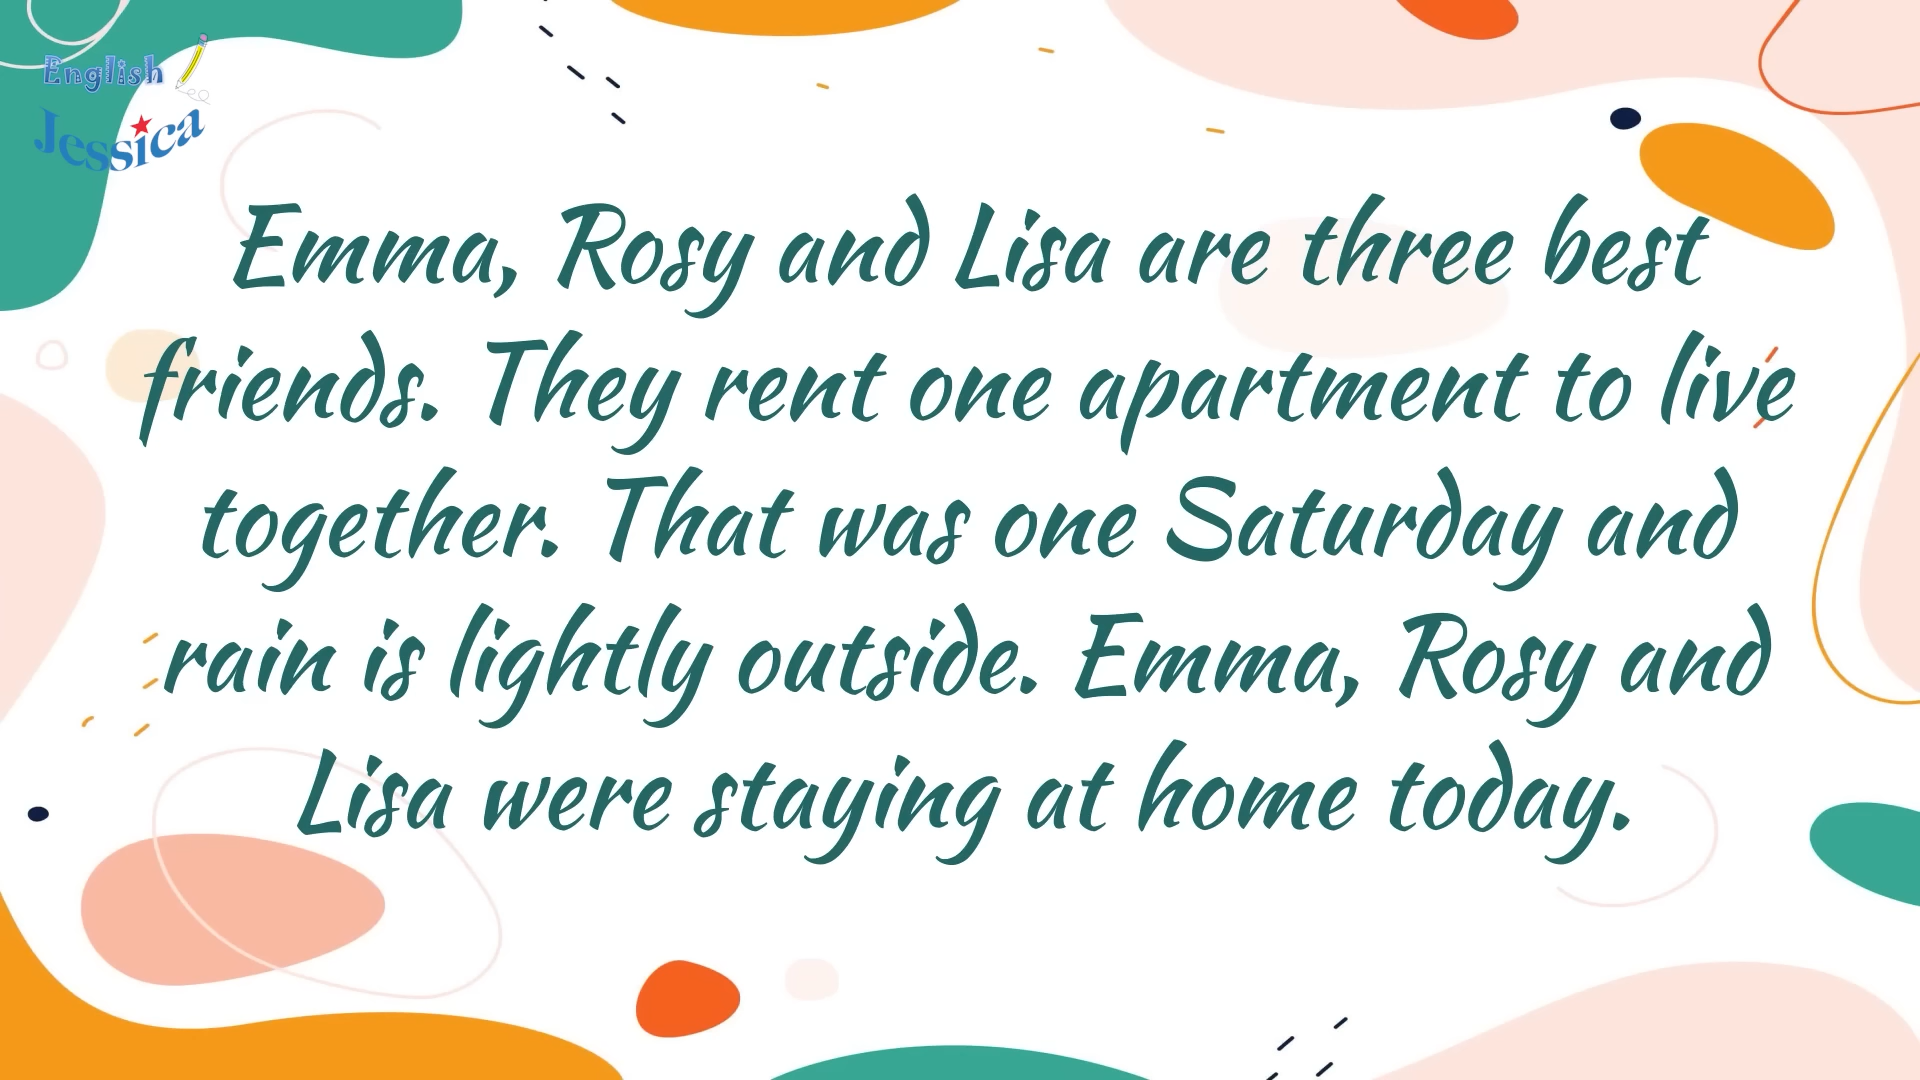 English
Jessica
Emma, Rosy and Lisa are three best
friends. They rent one apartment to live
together. That was one Saturday and
rain is lightly outside. Emma, Rosy and
Lisa were staying at home today.